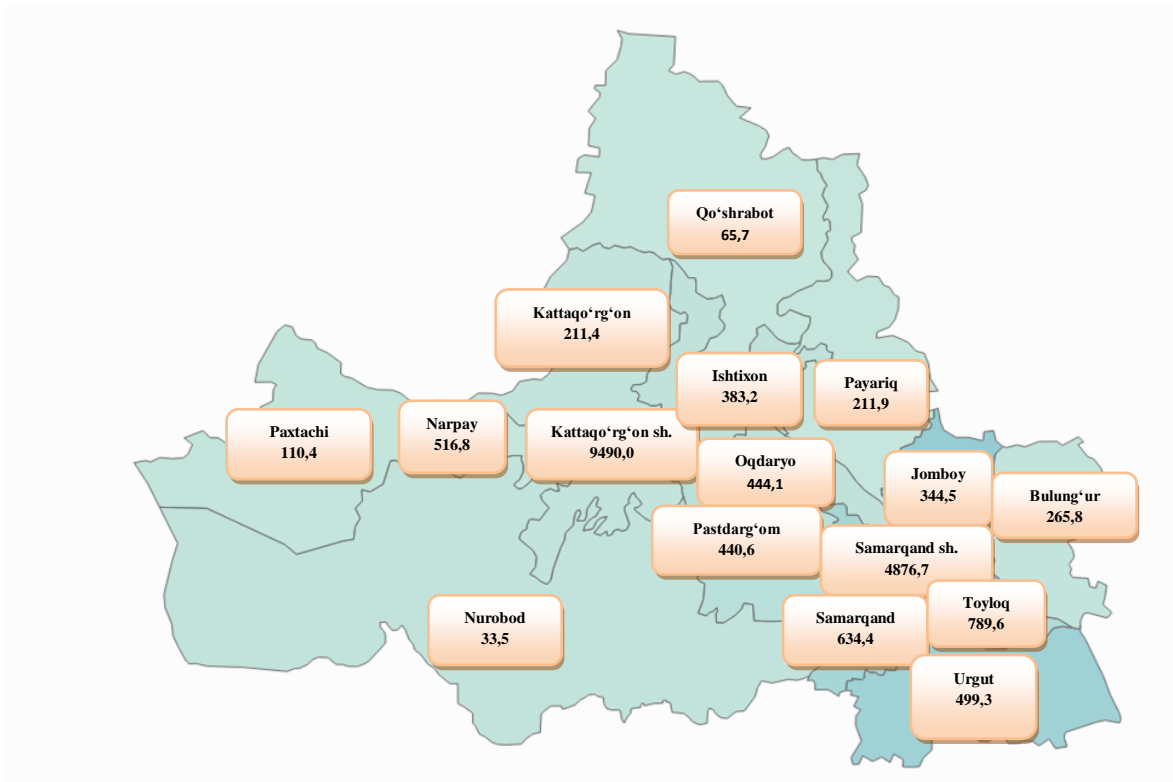 Qo‘shrabot
65,7
Kattaqo‘rg‘on
211,4
Ishtixon
383,2
Payariq
211,9
Paxtachi
110,4
Narpay
516,8
Kattaqo‘rg‘on sh.
9490,0
Oqdaryo
444,1
Jomboy
344,5
Bulung‘ur
265,8
Pastdarg‘om
440,6
Samarqand sh.
4876,7
Toyloq
789,6
Nurobod
33,5
Samarqand
634,4
Urgut
499,3